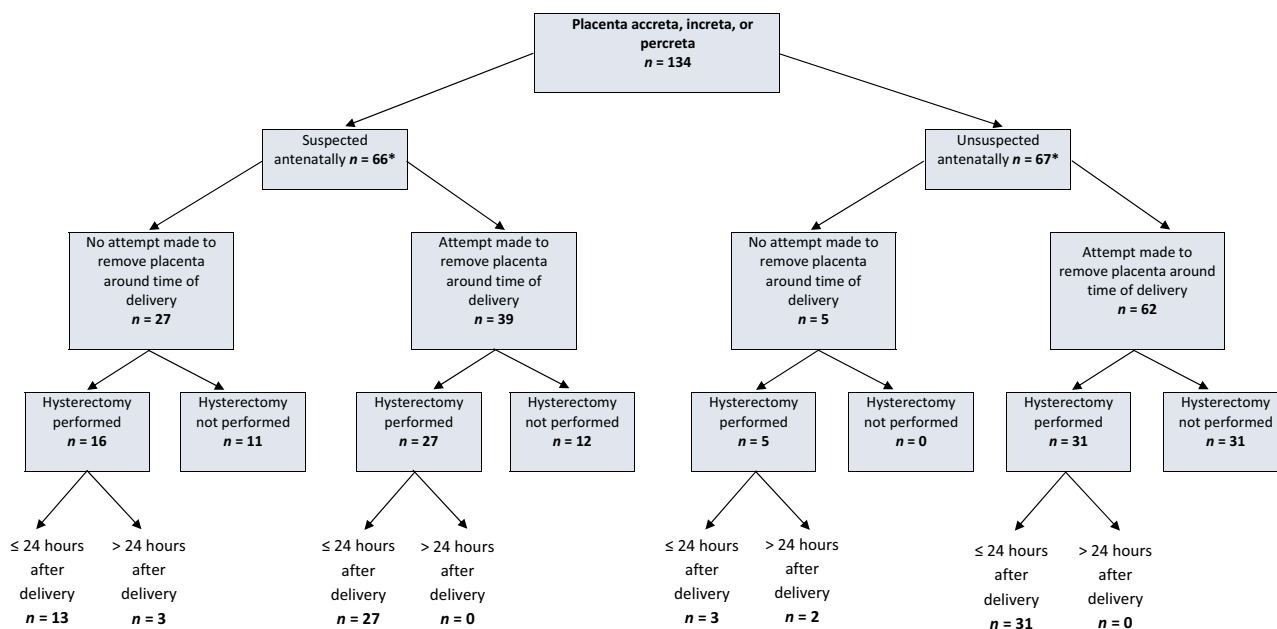 Placenta accreta, increta, or
percreta
n = 134
Suspected
antenatally n = 66*
Unsuspected
antenatally n = 67*
No attempt made to
remove placenta
around time of
delivery
n = 27
Attempt made to
remove placenta
around time of
delivery
n = 39
No attempt made to
remove placenta
around time of
delivery
n = 5
Attempt made to
remove placenta around
time of delivery
n = 62
Hysterectomy
performed
n = 16
Hysterectomy
not performed
n = 11
Hysterectomy
performed
n = 27
Hysterectomy
not performed
n = 12
Hysterectomy
performed
n = 5
Hysterectomy
not performed
n = 0
Hysterectomy
performed
n = 31
Hysterectomy
not performed
n = 31
≤ 24 hours
after
delivery
n = 13
> 24 hours
after
delivery
n = 3
≤ 24 hours
after
delivery
n = 27
> 24 hours
after
delivery
n = 0
≤ 24 hours
after
delivery
n = 3
> 24 hours
after
delivery
n = 2
≤ 24 hours
after
delivery
n = 31
> 24 hours
after
delivery
n = 0